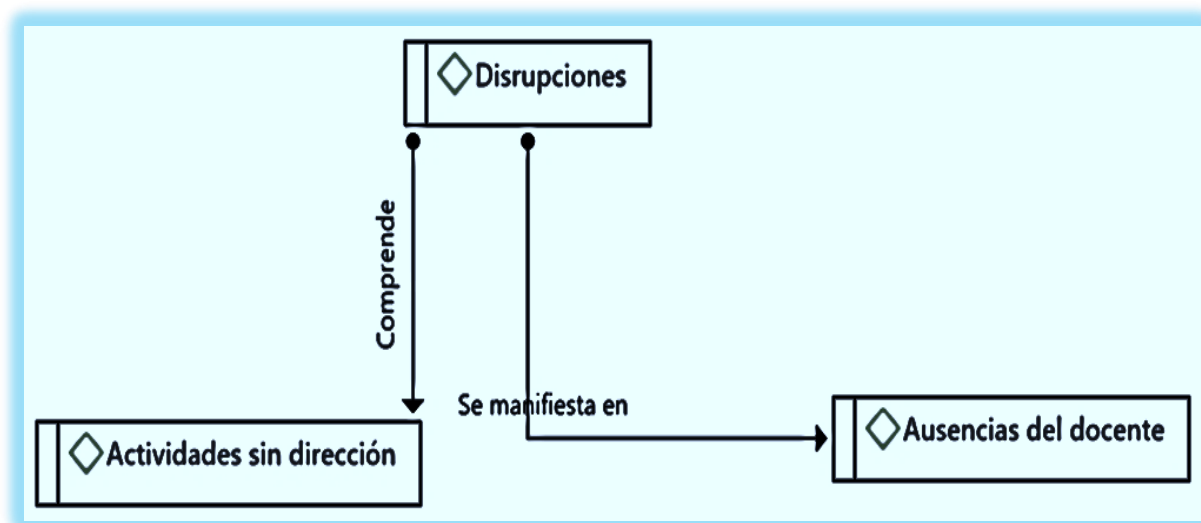 Disrupciones
Comprende
Se manifiesta en
Actividades sin dirección
Ausencias del docente